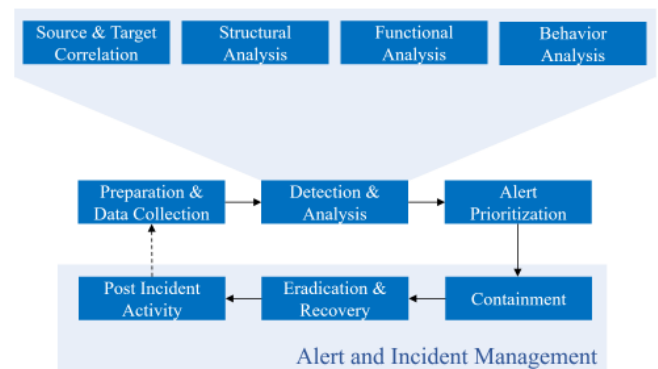 Source & Target
Correlation
Structural
Analysis
Functional
Analysis
Behavior
Analysis
Preparation &
Data Collection
Detection &
Analysis
Alert
Prioritization
Post Incident
Activity
Eradication &
Recovery
Containment
Alert and Incident Management